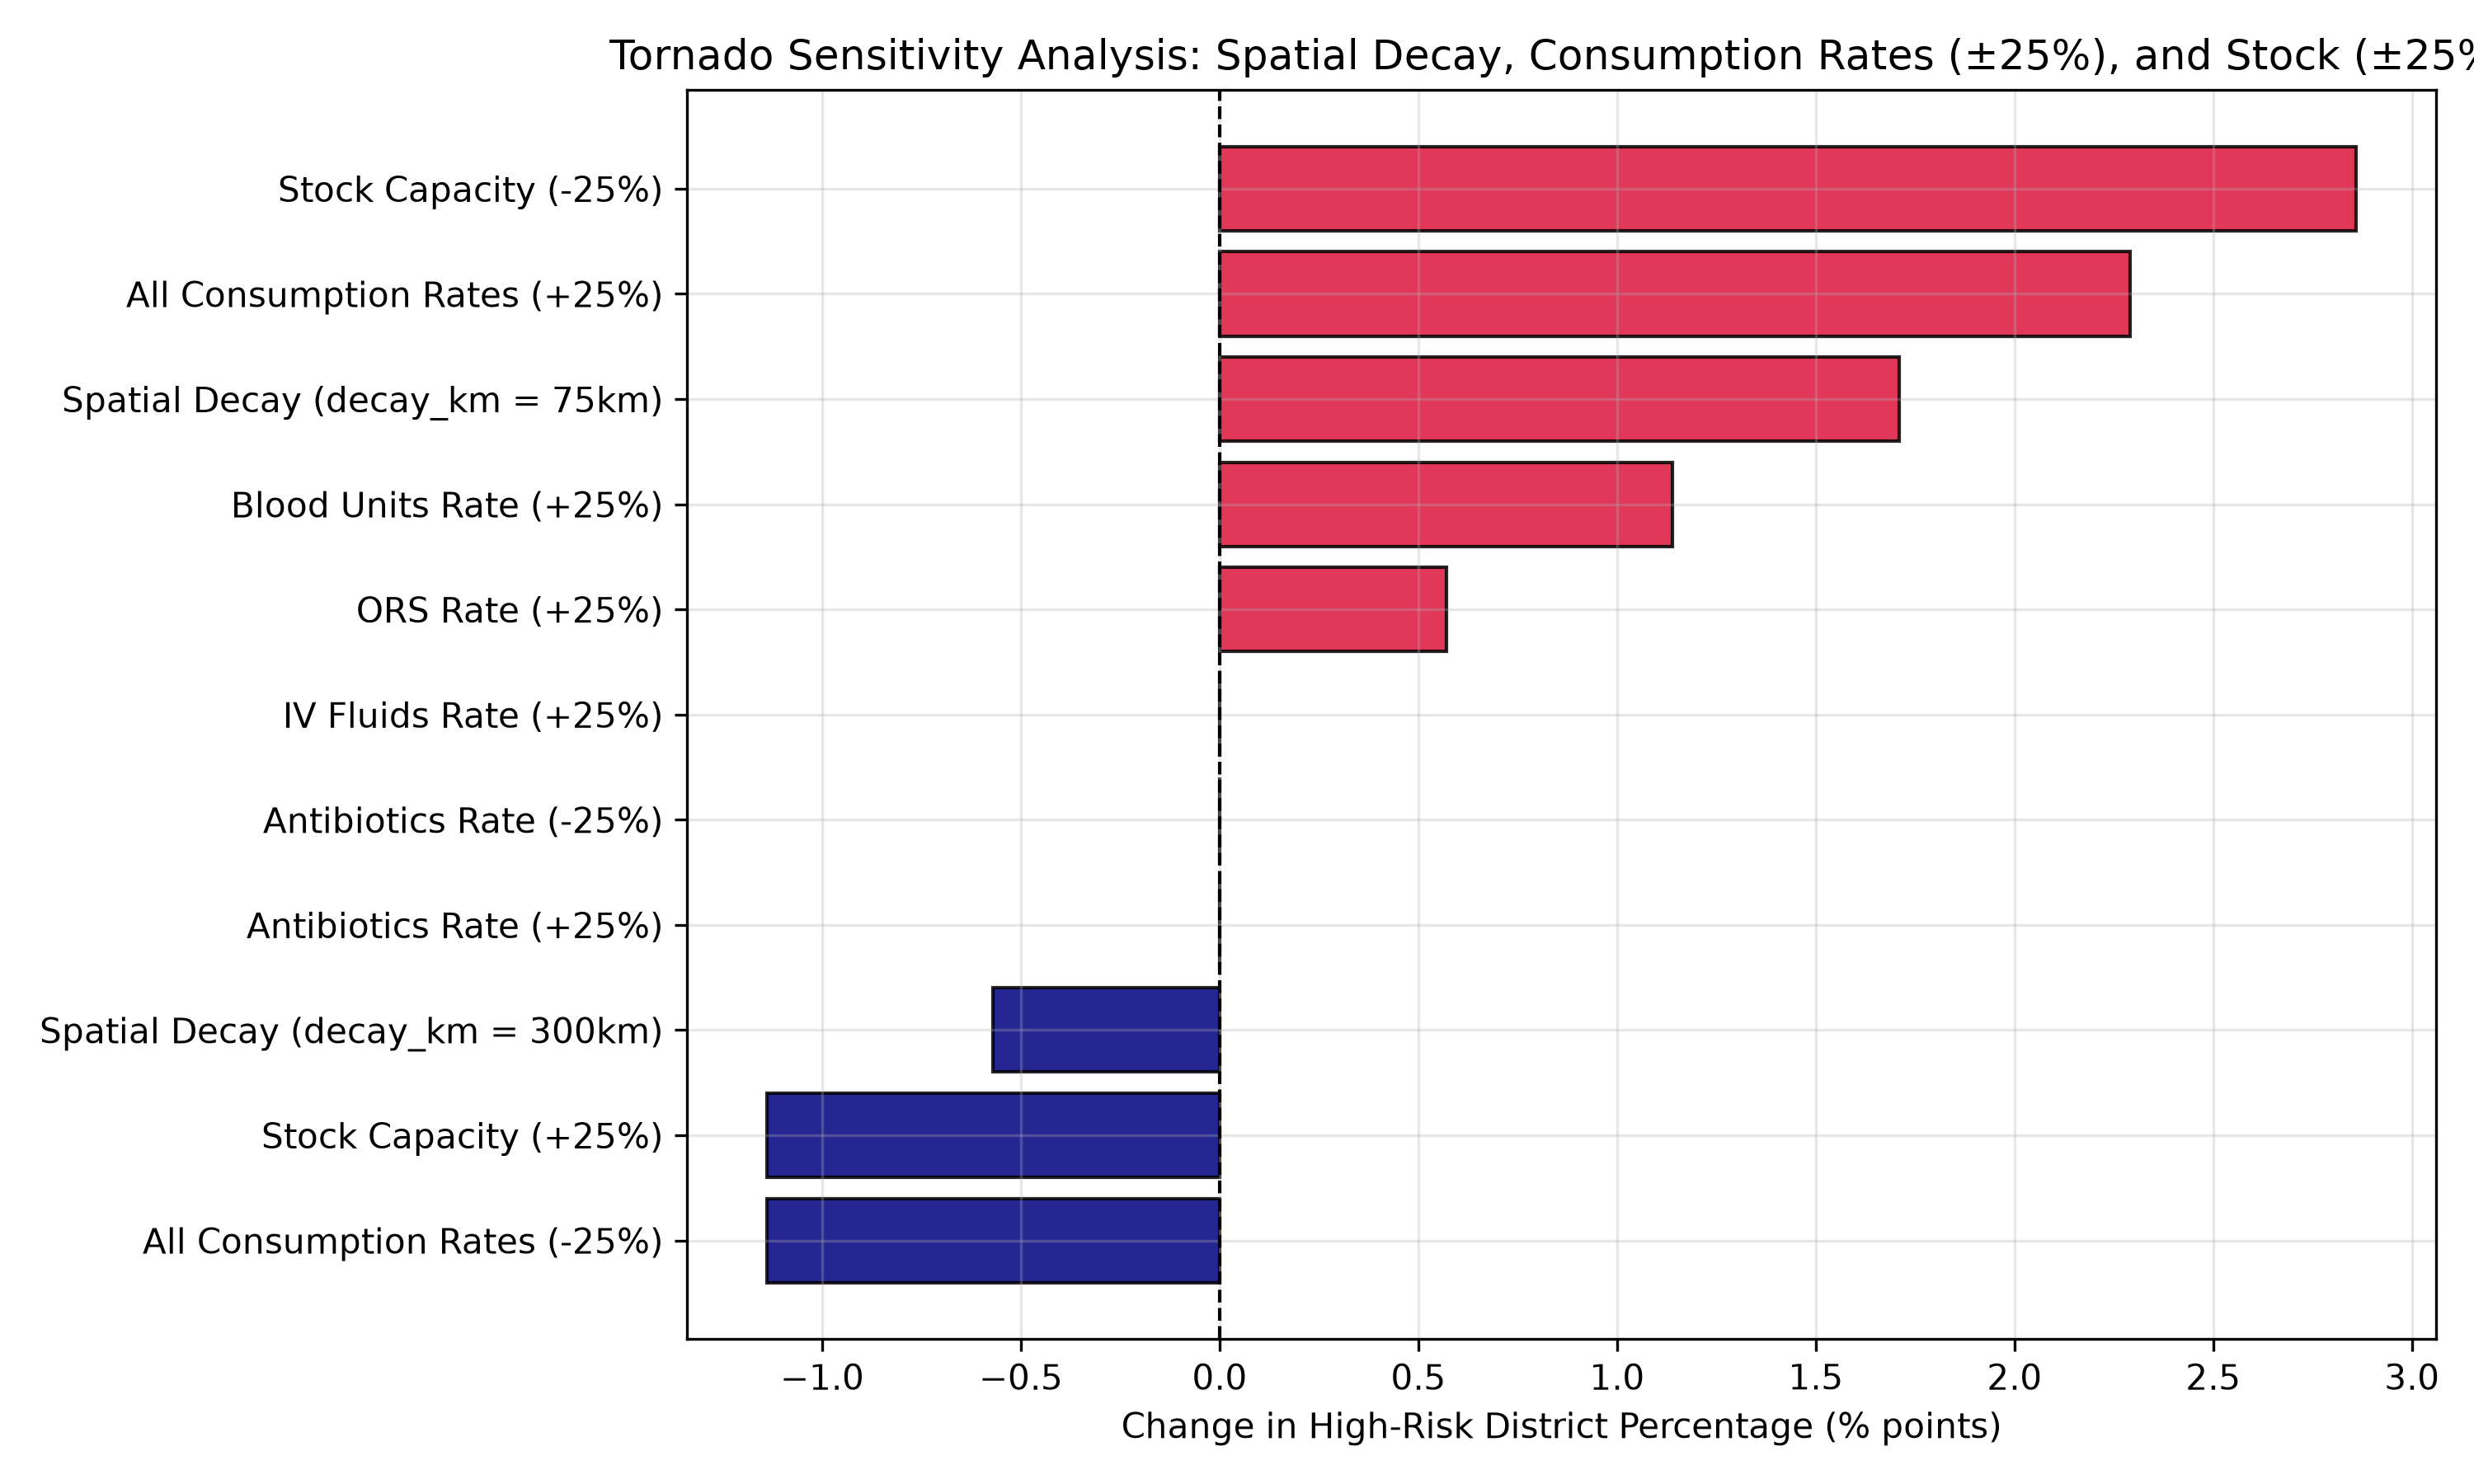 Tornado Sensitivity Analysis: Spatial Decay, Consumption Rates (±25%), and Stock (±25%
Stock Capacity (-25%)
All Consumption Rates (+25%)
Spatial Decay (decay_km = 75km)
Blood Units Rate (+25%)
ORS Rate (+25%)
IV Fluids Rate (+25%)
Antibiotics Rate (-25%)
Antibiotics Rate (+25%)
Spatial Decay (decay_km = 300km)
Stock Capacity (+25%)
All Consumption Rates (-25%)
−1.0 −0.5 0.0 0.5 1.0 1.5 2.0 2.5 3.0
Change in High-Risk District Percentage (% points)